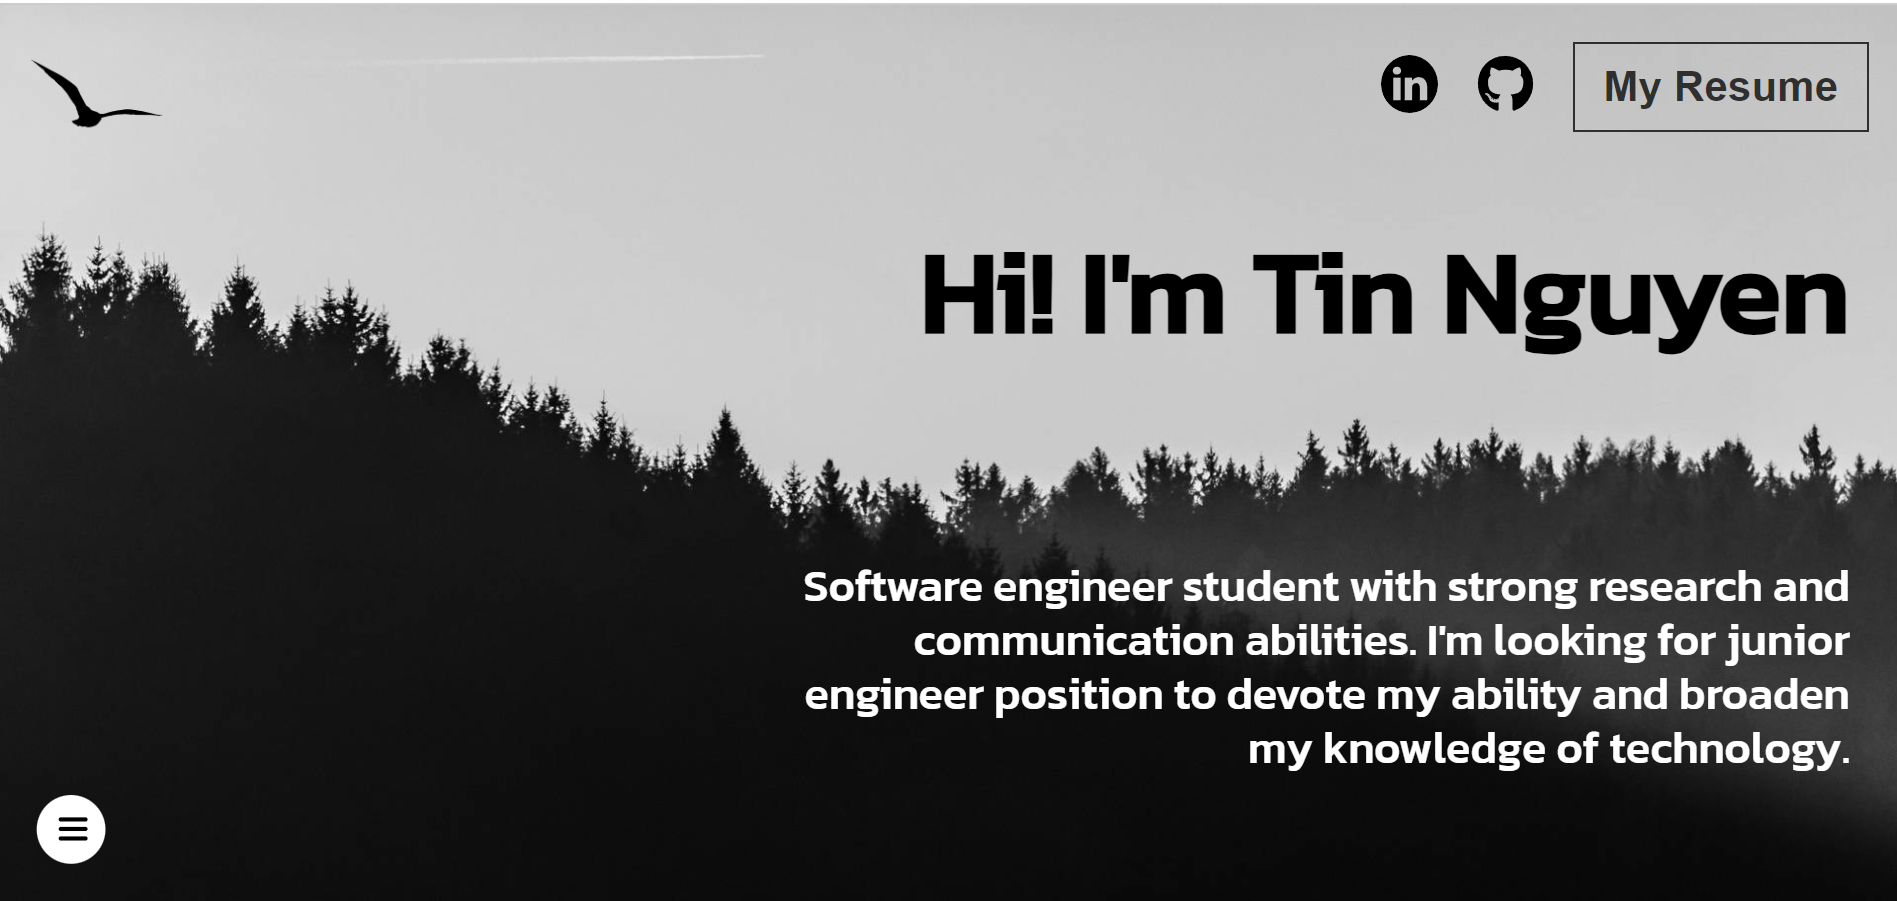 in
My Resume
Hi! I'm Tin Nguyen
Software engineer student with strong research and
communication abilities. I'm looking for junior
engineer position to devote my ability and broaden
my knowledge of technology.